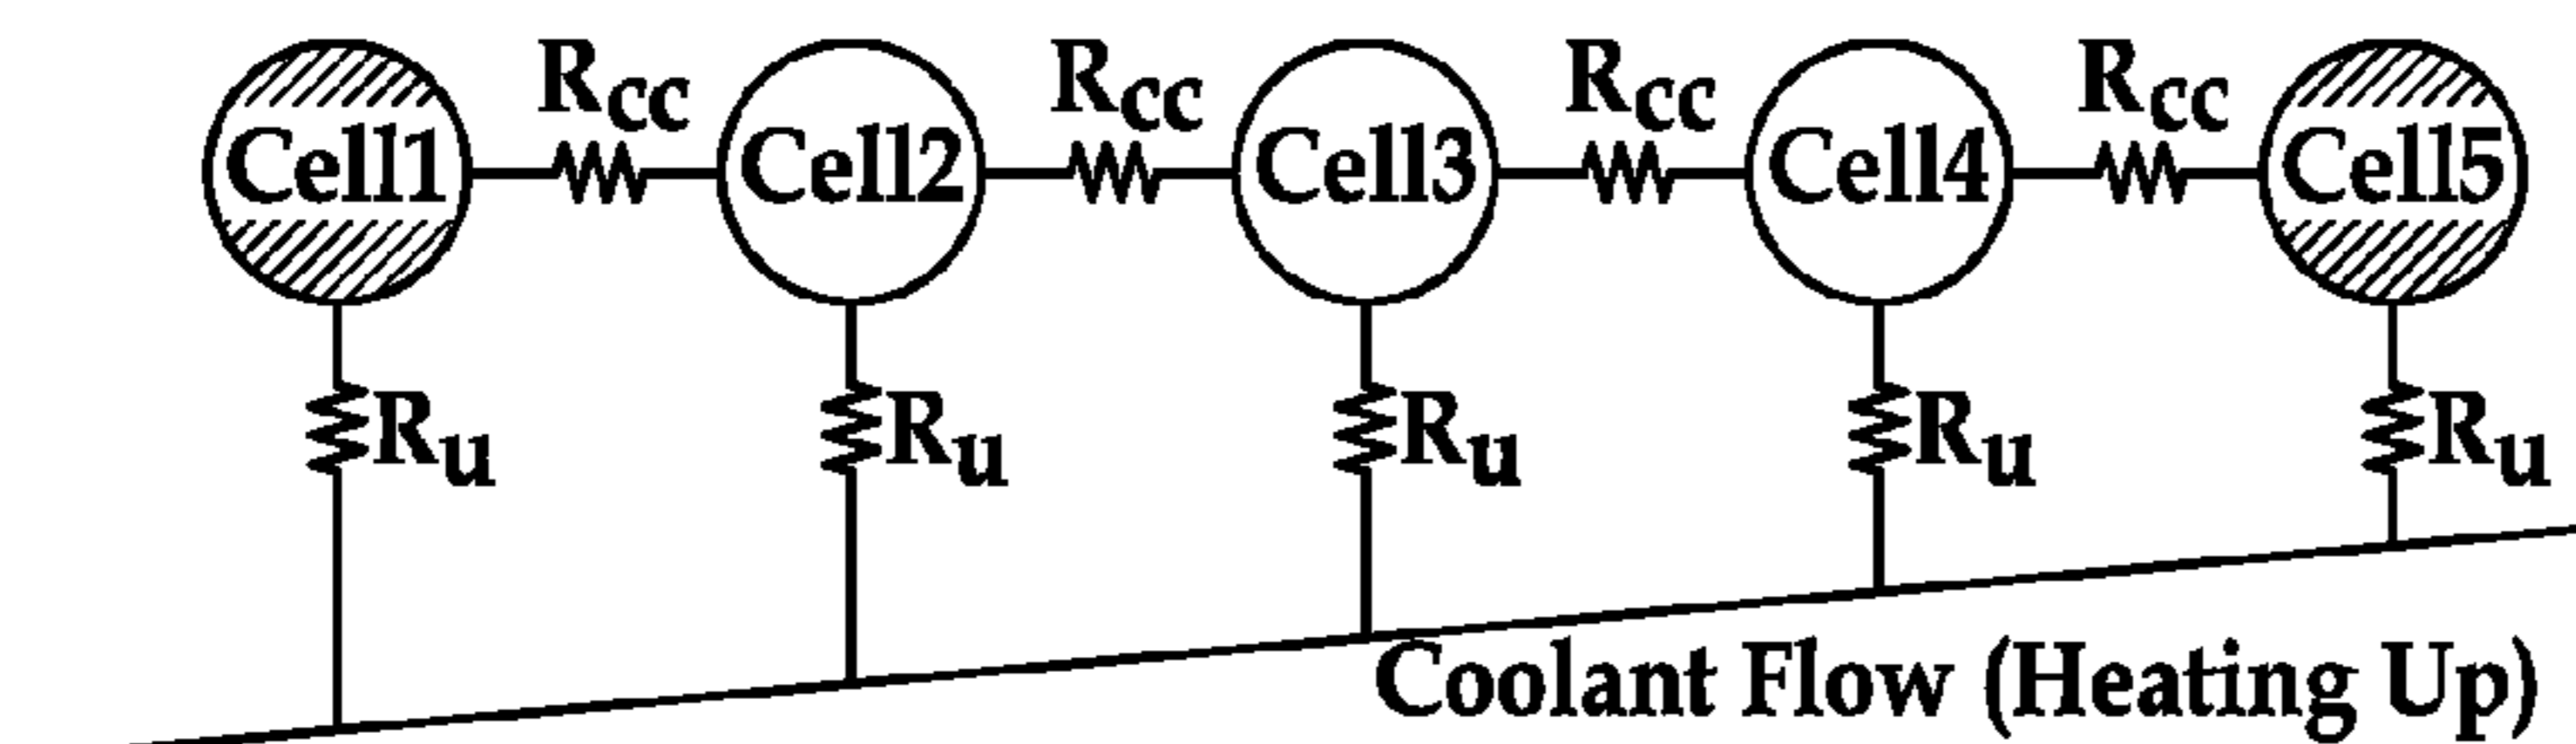 Rcc Rcc Rcc Rcc
Cell1 Cell2 Cell3 Cell4 Cell5
Ru Ru Ru Ru Ru
Coolant Flow (Heating Up)